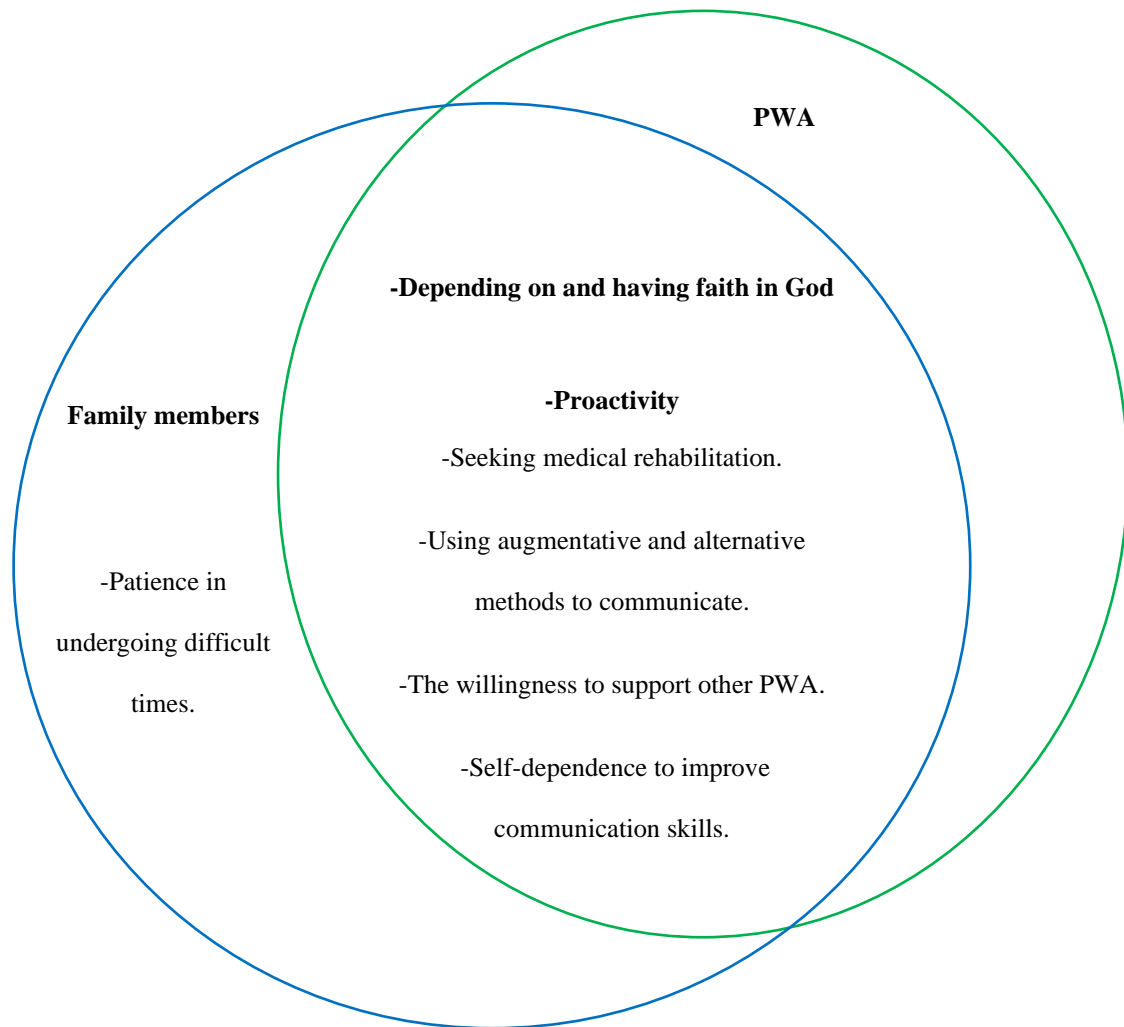 PWA
-Depending on and having faith in God
-Proactivity
Family members
-Seeking medical rehabilitation.
-Using augmentative and alternative
methods to communicate.
-Patience in
undergoing difficult
times.
-The willingness to support other PWA.
-Self-dependence to improve
communication skills.